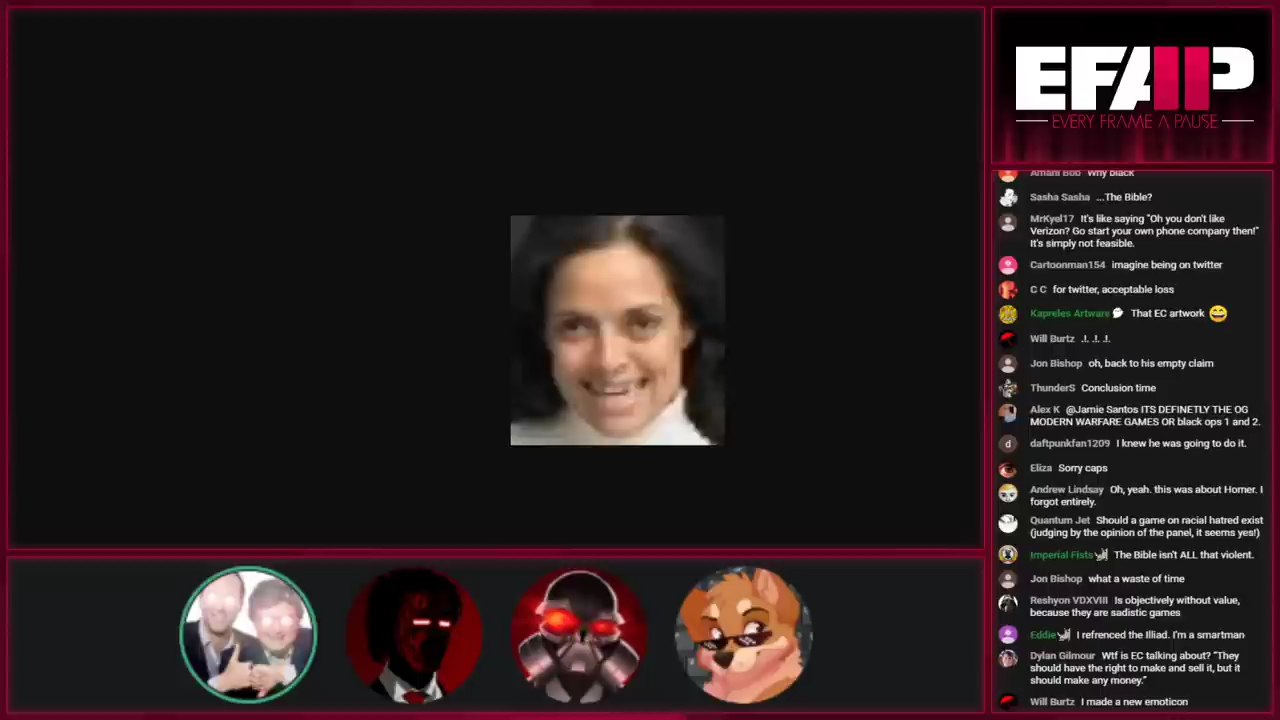 EFAP
EVERY FRAME A PAUSE
Amani Bob Why black
Sasha Sasha ...The Bible?
MrKyel17 It's like saying "Oh you don't like
Verizon? Go start your own phone company then!"
It's simply not feasible.
Cartoonman154 imagine being on twitter
C C for twitter, acceptable loss
Kapreles Artware That EC artwork 😄
Will Burtz .!. .!. .!.
Jon Bishop oh, back to his empty claim
ThunderS Conclusion time
Alex K @Jamie Santos ITS DEFINETLY THE OG
MODERN WARFARE GAMES OR black ops 1 and 2.
d
daftpunkfan1209 I knew he was going to do it.
Eliza Sorry caps
Andrew Lindsay Oh, yeah. this was about Homer. I
forgot entirely.
Quantum Jet Should a game on racial hatred exist
(judging by the opinion of the panel, it seems yes!)
Imperial Fists The Bible isn't ALL that violent.
Jon Bishop what a waste of time
Reshyon VDXVIII Is objectively without value,
because they are sadistic games
Eddie I refrenced the Illiad. I'm a smartman
Dylan Gilmour Wtf is EC talking about? "They
should have the right to make and sell it, but it
should make any money."
Will Burtz I made a new emoticon